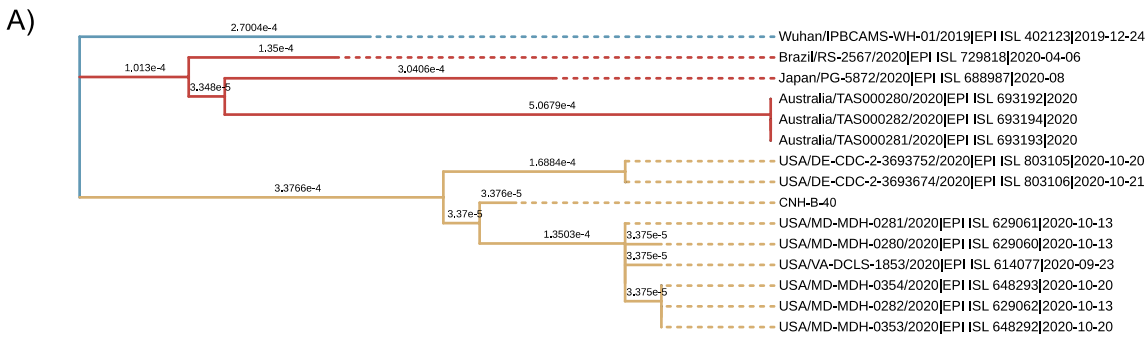 A)
2.7004e-4
Wuhan/IPBCAMS-WH-01/2019|EPI ISL 402123|2019-12-24
1.35e-4
Brazil/RS-2567/2020|EPI ISL 729818|2020-04-06
1,013e-4
3.0406e-4
Japan/PG-5872/2020|EPI ISL 688987|2020-08
3.348e-5
Australia/TAS000280/2020|EPI ISL 693192|2020
5.0679e-4
Australia/TAS000282/2020|EPI ISL 693194|2020
Australia/TAS000281/2020|EPI ISL 693193|2020
USA/DE-CDC-2-3693752/2020|EPI ISL 803105|2020-10-20
1.6884e-4
USA/DE-CDC-2-3693674/2020|EPI ISL 803106|2020-10-21
3.3766e-4
3.376e-5
CNH-B-40
3.37e-5
USA/MD-MDH-0281/2020|EPI ISL 629061|2020-10-13
1.3503e-4
3.375e-5
USA/MD-MDH-0280/2020|EPI ISL 629060|2020-10-13
3.375e-5
USA/VA-DCLS-1853/2020|EPI ISL 614077|2020-09-23
USA/MD-MDH-0354/2020|EPI ISL 648293|2020-10-20
3.375e-5
USA/MD-MDH-0282/2020|EPI ISL 629062|2020-10-13
USA/MD-MDH-0353/2020|EPI ISL 648292|2020-10-20